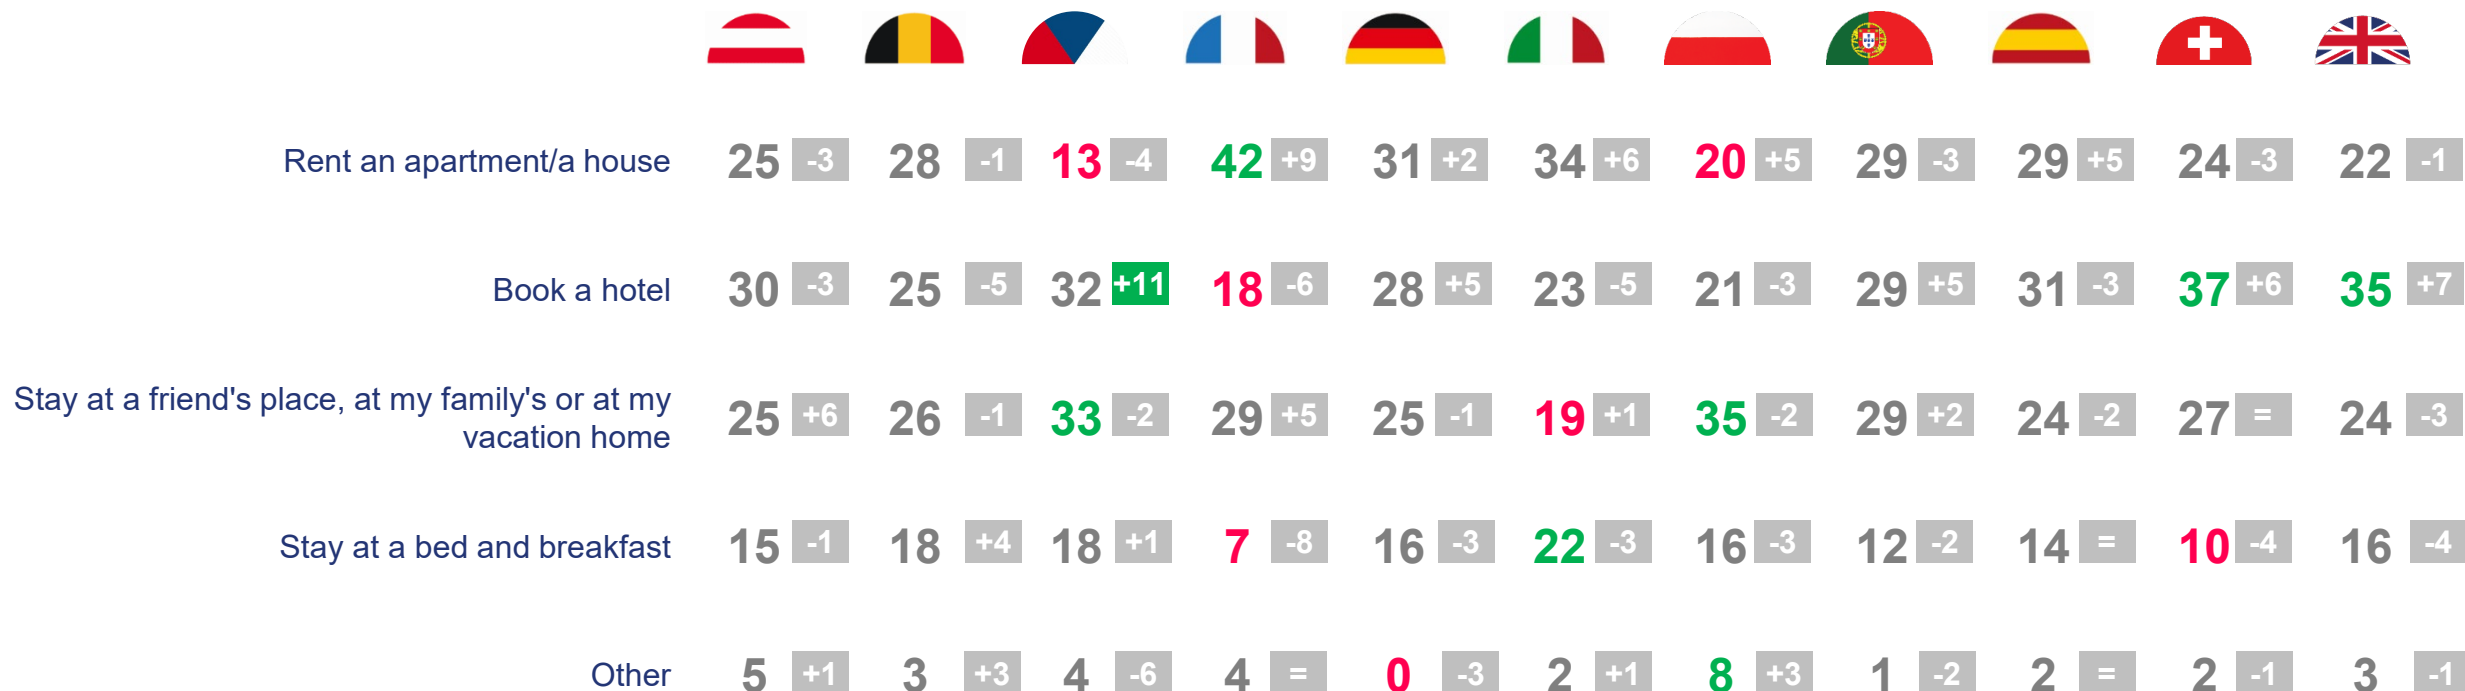 Rent an apartment/a house 25 -3 28 -1 13 -4 42 +9 31 +2 34 +6 20 +5 29 -3 29 +5 24 -3 22 -1
Book a hotel 30 -3 25 -5 32 +11 18 -6 28 +5 23 -5 21 -3 29 +5 31 -3 37 +6 35 +7
Stay at a friend's place, at my family's or at my
vacation home 25 +6 26 -1 33 -2 29 +5 25 -1 19 +1 35 -2 29 +2 24 -2 27 = 24 -3
Stay at a bed and breakfast 15 -1 18 +4 18 +1 7 -8 16 -3 22 -3 16 -3 12 -2 14 = 10 -4 16 -4
Other 5 +1 3 +3 4 -6 4 = 0 -3 2 +1 8 +3 1 -2 2 = 2 -1 3 -1